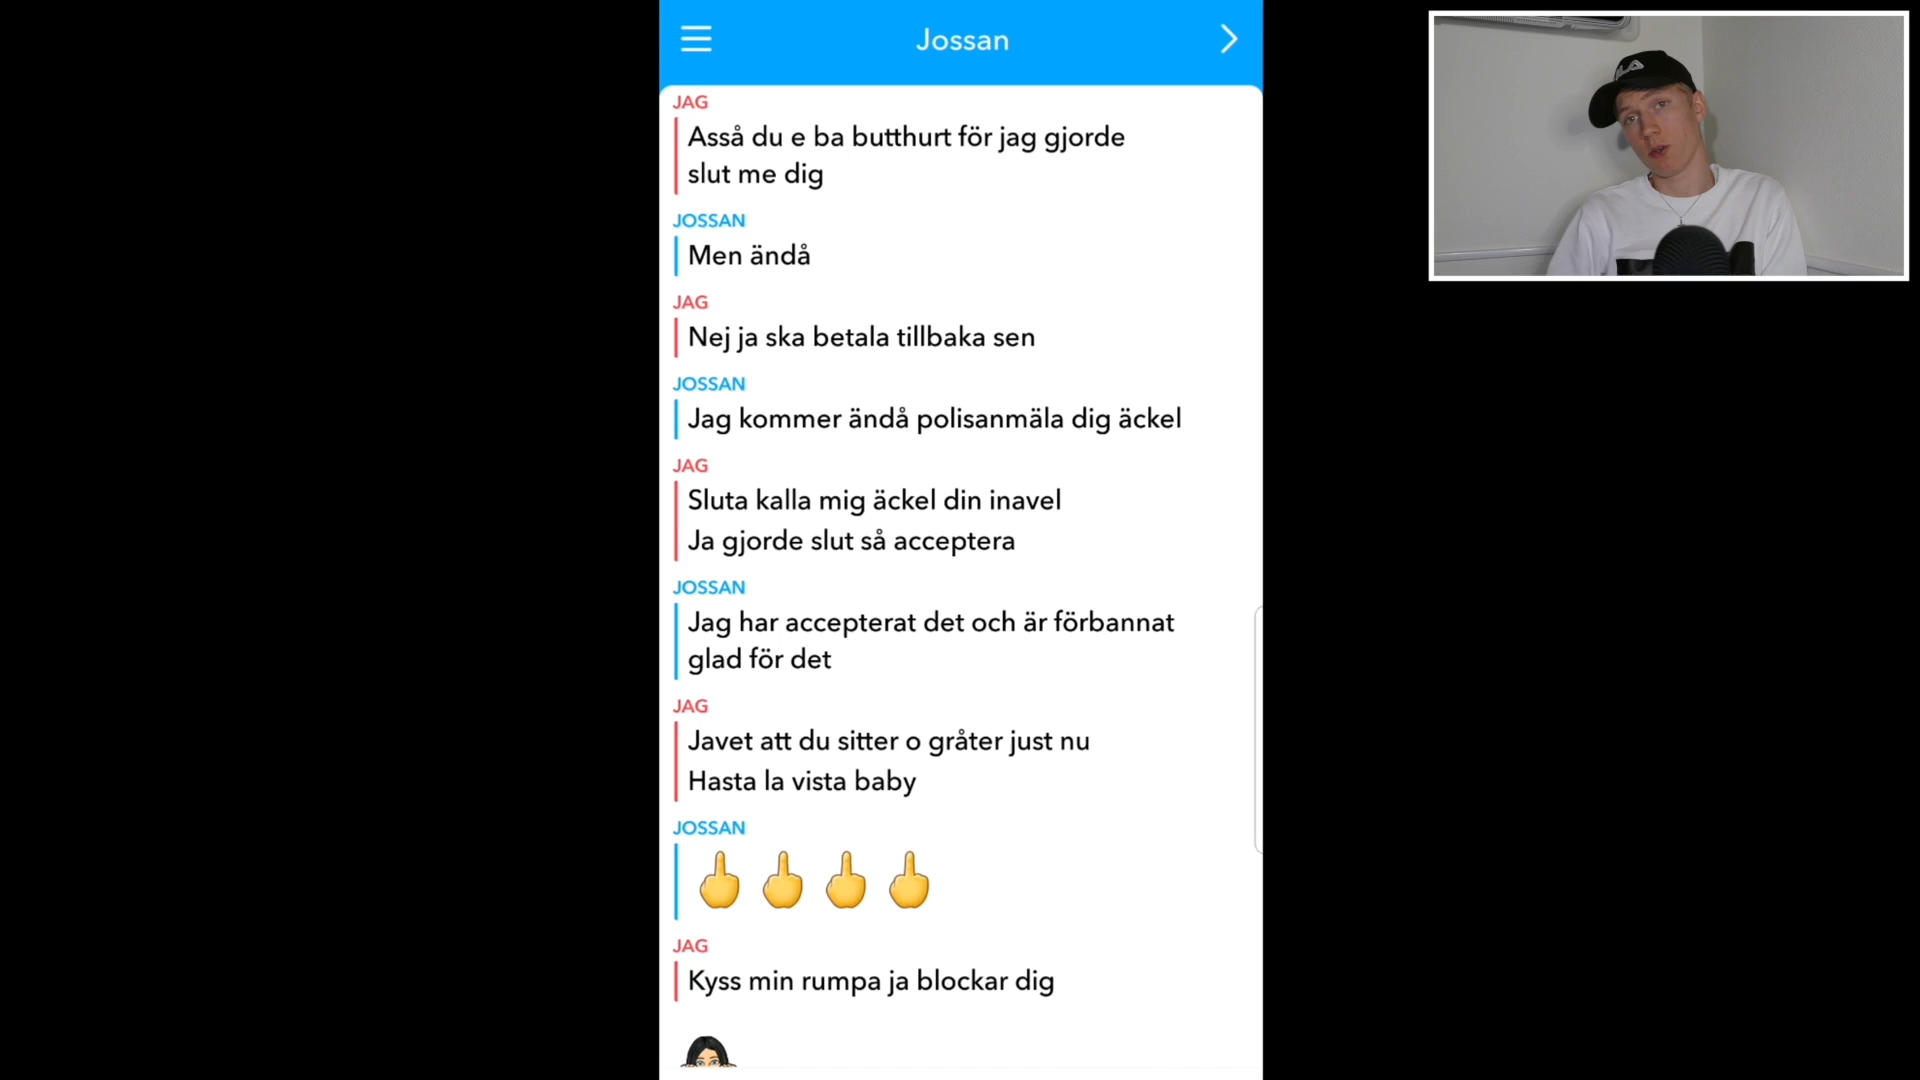 Jossan
JAG
Asså du e ba butthurt för jag gjorde
slut me dig
JOSSAN
Men ändå
JAG
Nej ja ska betala tillbaka sen
JOSSAN
Jag kommer ändå polisanmäla dig äckel
JAG
Sluta kalla mig äckel din inavel
Ja gjorde slut så acceptera
JOSSAN
Jag har accepterat det och är förbannat
glad för det
JAG
Javet att du sitter o gråter just nu
Hasta la vista baby
JOSSAN
🖕 🖕 🖕 🖕
JAG
Kyss min rumpa ja blockar dig